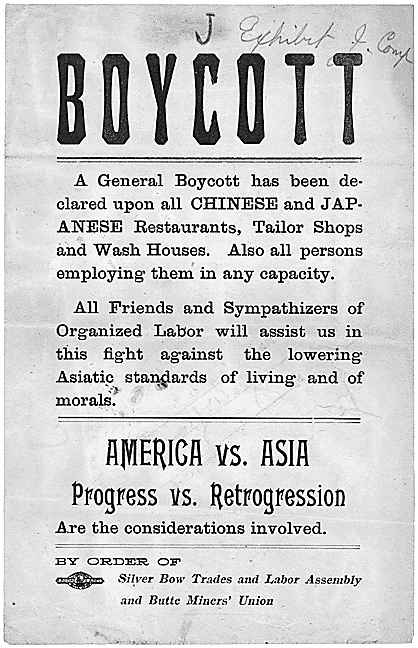 J Exhibit J. Compl
BOYCOTT
A General Boycott has been de-
clared upon all CHINESE and JAP-
ANESE Restaurants, Tailor Shops
and Wash Houses. Also all persons
employing them in any capacity.
All Friends and Sympathizers of
Organized Labor will assist us in
this fight against the lowering
Asiatic standards of living and of
morals.
AMERICA vs. ASIA
Progress vs. Retrogression
Are the considerations involved.
BY ORDER OF
Silver Bow Trades and Labor Assembly
and Butte Miners' Union